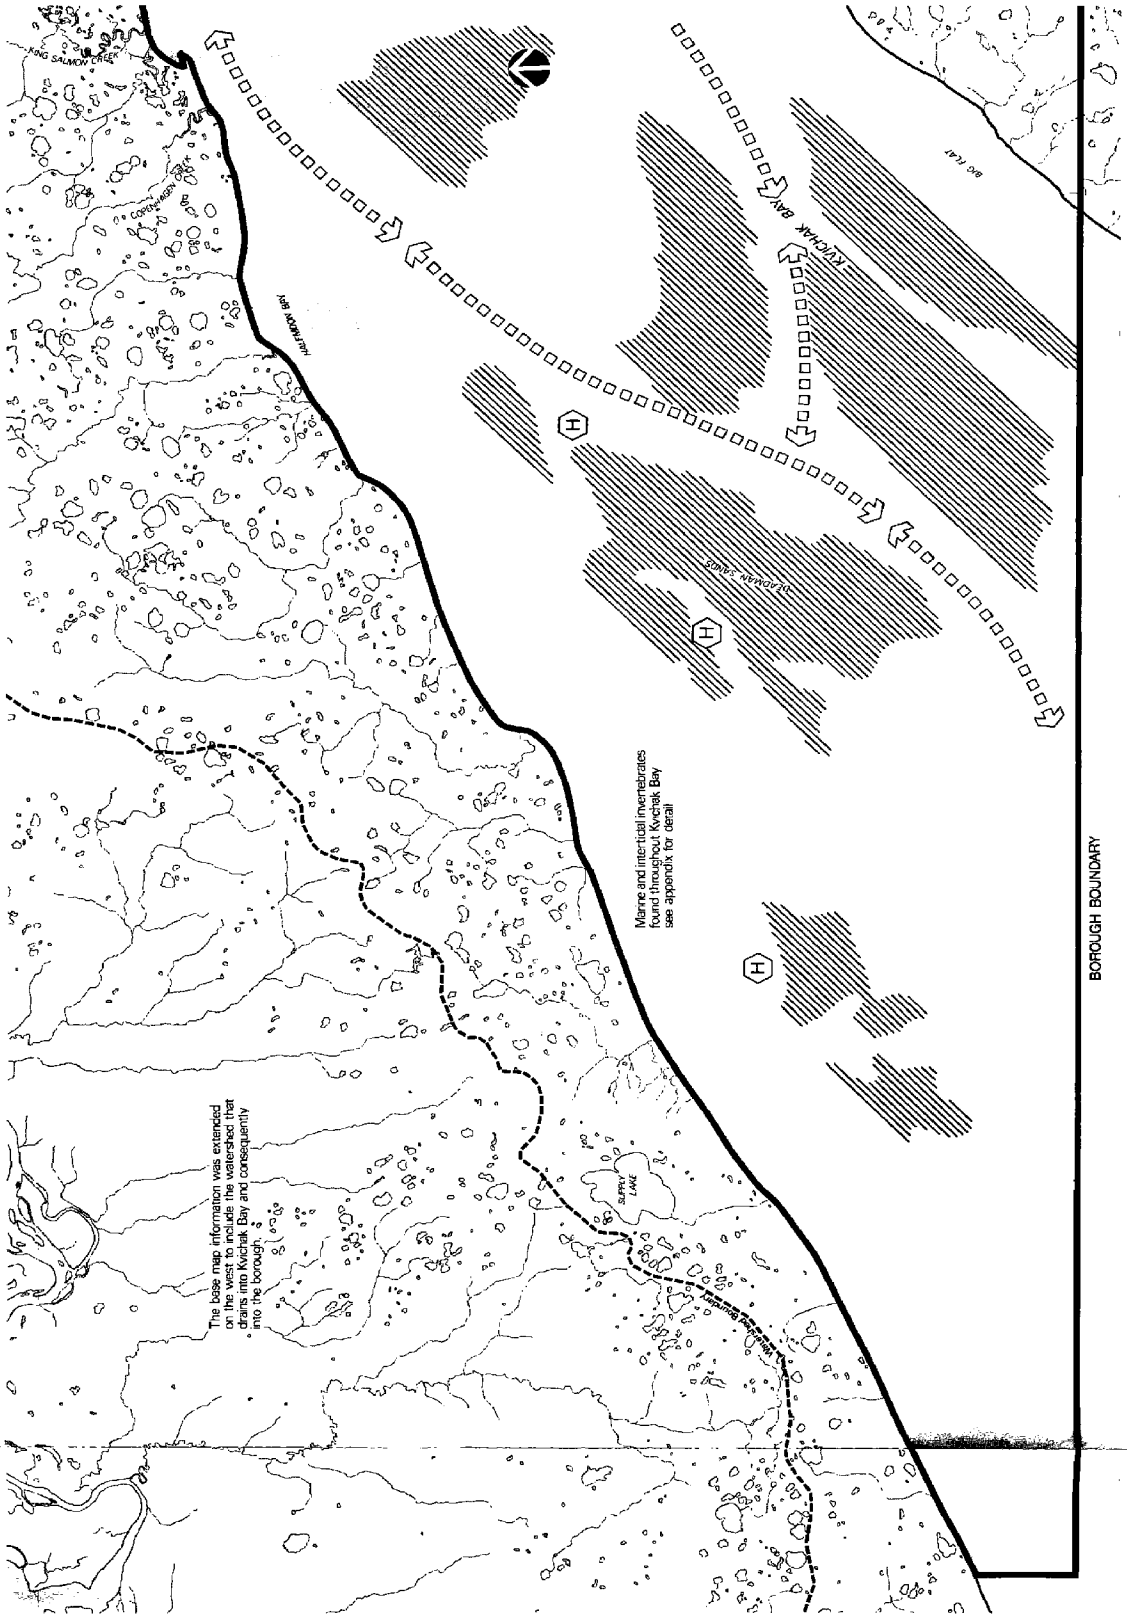 KING SALMON CREEK
COPENHAGEN CREEK
HALFMOON BAY
KVICHAK BAY
BIG FLAT
H
DEADMAN SANDS
H
Marine and intertidal invertebrates
found throughout Kvichak Bay
see appendix for detail
H
BOROUGH BOUNDARY
The base map information was extended
on the west to include the watershed that
drains into Kvichak Bay and consequently
into the borough.
SUPPLY
LAKE
Watershed Boundary